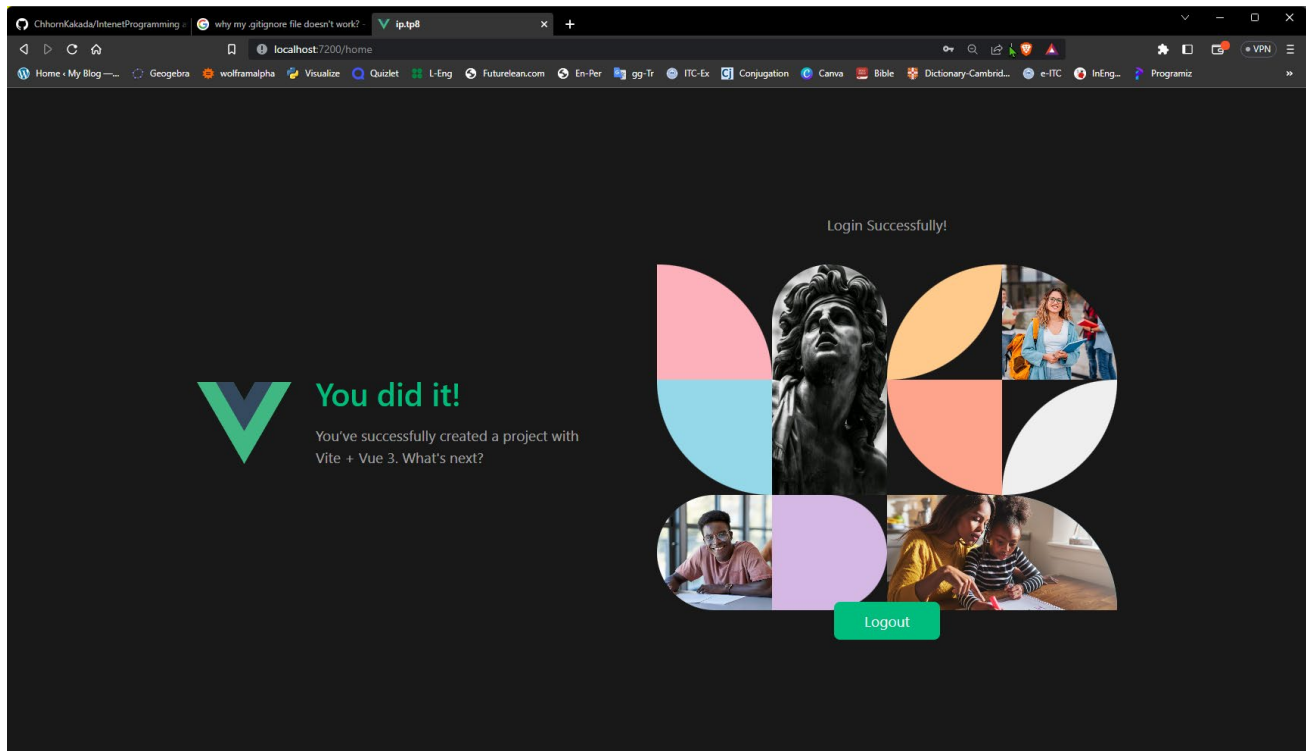 ChhornKakada/IntenetProgramming a
why my .gitignore file doesn't work? -
ip.tp8
localhost:7200/home
VPN
Home ‹ My Blog —...
Geogebra
wolframalpha
Visualize
Quizlet
L-Eng
Futurelean.com
En-Per
gg-Tr
ITC-Ex
Cj
Conjugation
Canva
Bible
Dictionary-Cambrid...
e-ITC
InEng...
Programiz
»
Login Successfully!
You did it!
You've successfully created a project with
Vite + Vue 3. What's next?
Logout